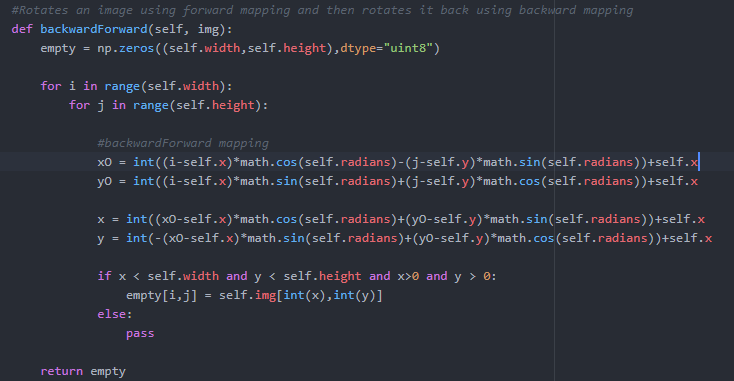 #Rotates an image using forward mapping and then rotates it back using backward mapping
def backwardForward(self, img):
    empty = np.zeros((self.width,self.height),dtype="uint8")
    for i in range(self.width):
        for j in range(self.height):
            #backwardForward mapping
            xO = int((i-self.x)*math.cos(self.radians)-(j-self.y)*math.sin(self.radians))+self.x
            yO = int((i-self.x)*math.sin(self.radians)+(j-self.y)*math.cos(self.radians))+self.x
            x = int((xO-self.x)*math.cos(self.radians)+(yO-self.y)*math.sin(self.radians))+self.x
            y = int(-(xO-self.x)*math.sin(self.radians)+(yO-self.y)*math.cos(self.radians))+self.x
            if x < self.width and y < self.height and x>0 and y > 0:
                empty[i,j] = self.img[int(x),int(y)]
            else:
                pass
    return empty